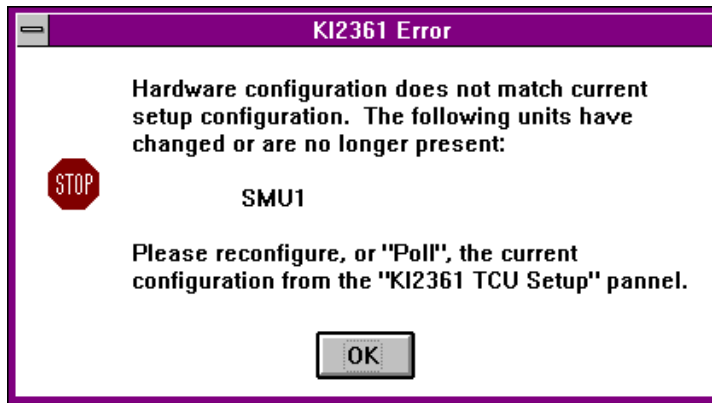 KI2361 Error
Hardware configuration does not match current
setup configuration.  The following units have
changed or are no longer present:
STOP
SMU1
Please reconfigure, or "Poll", the current
configuration from the "KI2361 TCU Setup" pannel.
OK